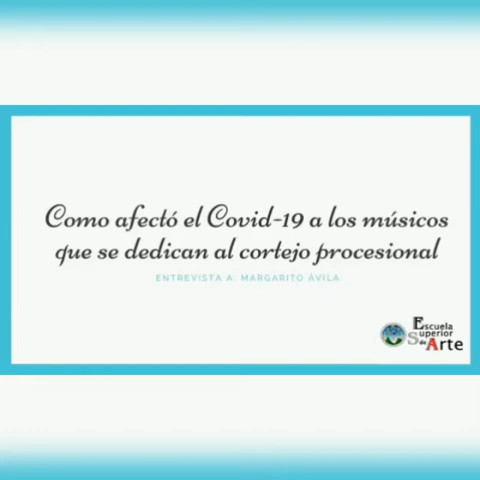 Como afectó el Covid-19 a los músicos
que se dedican al cortejo procesional
ENTREVISTA A: MARGARITO ÁVILA
Escuela
Superior
de Arte